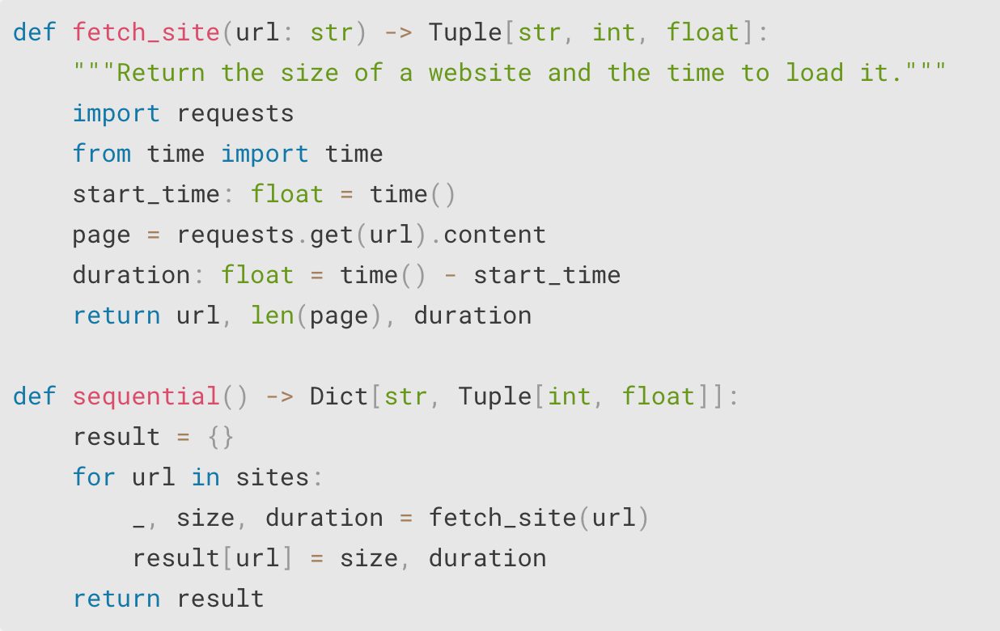 def fetch_site(url: str) -> Tuple[str, int, float]:
    """Return the size of a website and the time to load it."""
    import requests
    from time import time
    start_time: float = time()
    page = requests.get(url).content
    duration: float = time() - start_time
    return url, len(page), duration

def sequential() -> Dict[str, Tuple[int, float]]:
    result = {}
    for url in sites:
        _, size, duration = fetch_site(url)
        result[url] = size, duration
    return result